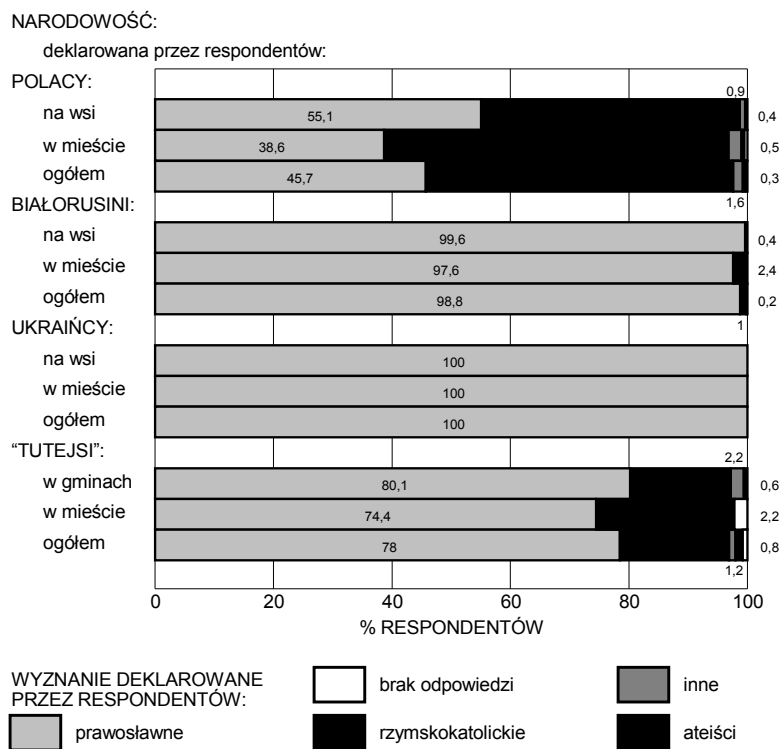 NARODOWOŚĆ:
deklarowana przez respondentów:
POLACY:
0,9
na wsi 55,1 0,4
w mieście 38,6 0,5
ogółem 45,7 0,3
BIAŁORUSINI: 1,6
na wsi 99,6 0,4
w mieście 97,6 2,4
ogółem 98,8 0,2
UKRAIŃCY: 1
na wsi 100
w mieście 100
ogółem 100
“TUTEJSI”: 2,2
w gminach 80,1 0,6
w mieście 74,4 2,2
ogółem 78 0,8
1,2
0 20 40 60 80 100
% RESPONDENTÓW
WYZNANIE DEKLAROWANE
PRZEZ RESPONDENTÓW:
brak odpowiedzi inne
prawosławne rzymskokatolickie ateiści